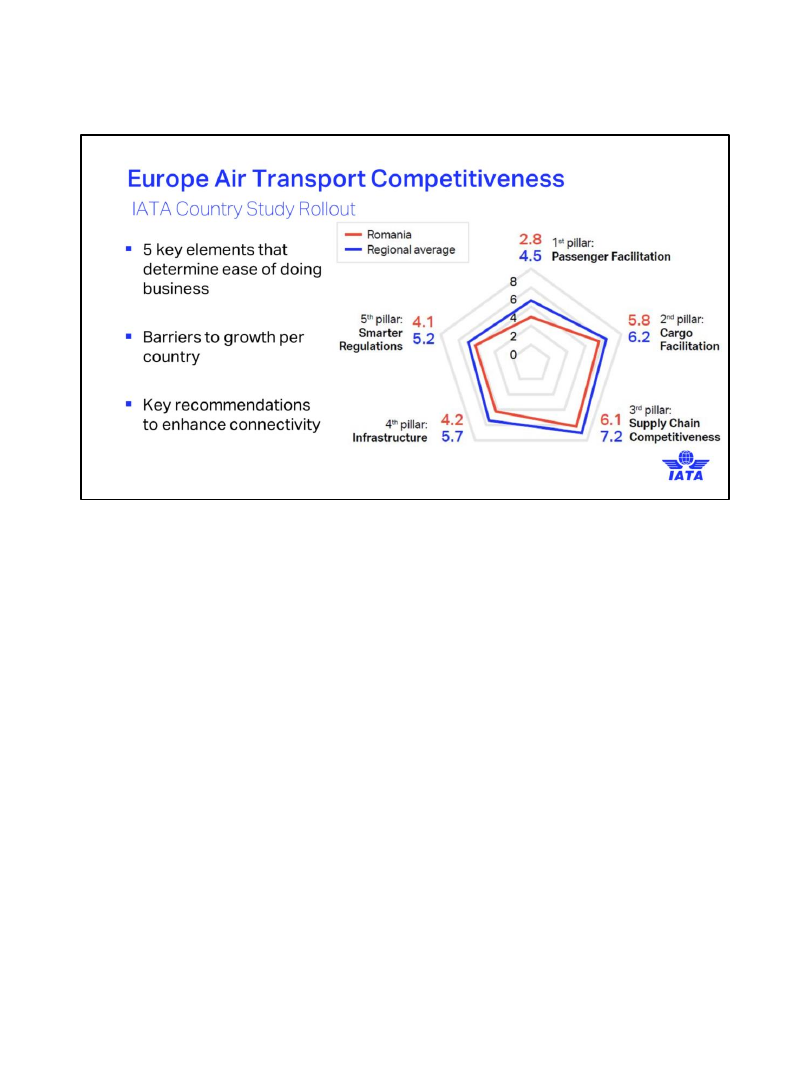 Europe Air Transport Competitiveness
IATA Country Study Rollout
▪ 5 key elements that
determine ease of doing
business
▪ Barriers to growth per
country
▪ Key recommendations
to enhance connectivity
Romania
Regional average
2.8
4.5
1st pillar:
Passenger Facilitation
5.8
6.2
2nd pillar:
Cargo
Facilitation
6.1
7.2
3rd pillar:
Supply Chain
Competitiveness
4th pillar:
Infrastructure
4.2
5.7
5th pillar:
Smarter
Regulations
4.1
5.2
8
6
4
2
0
IATA